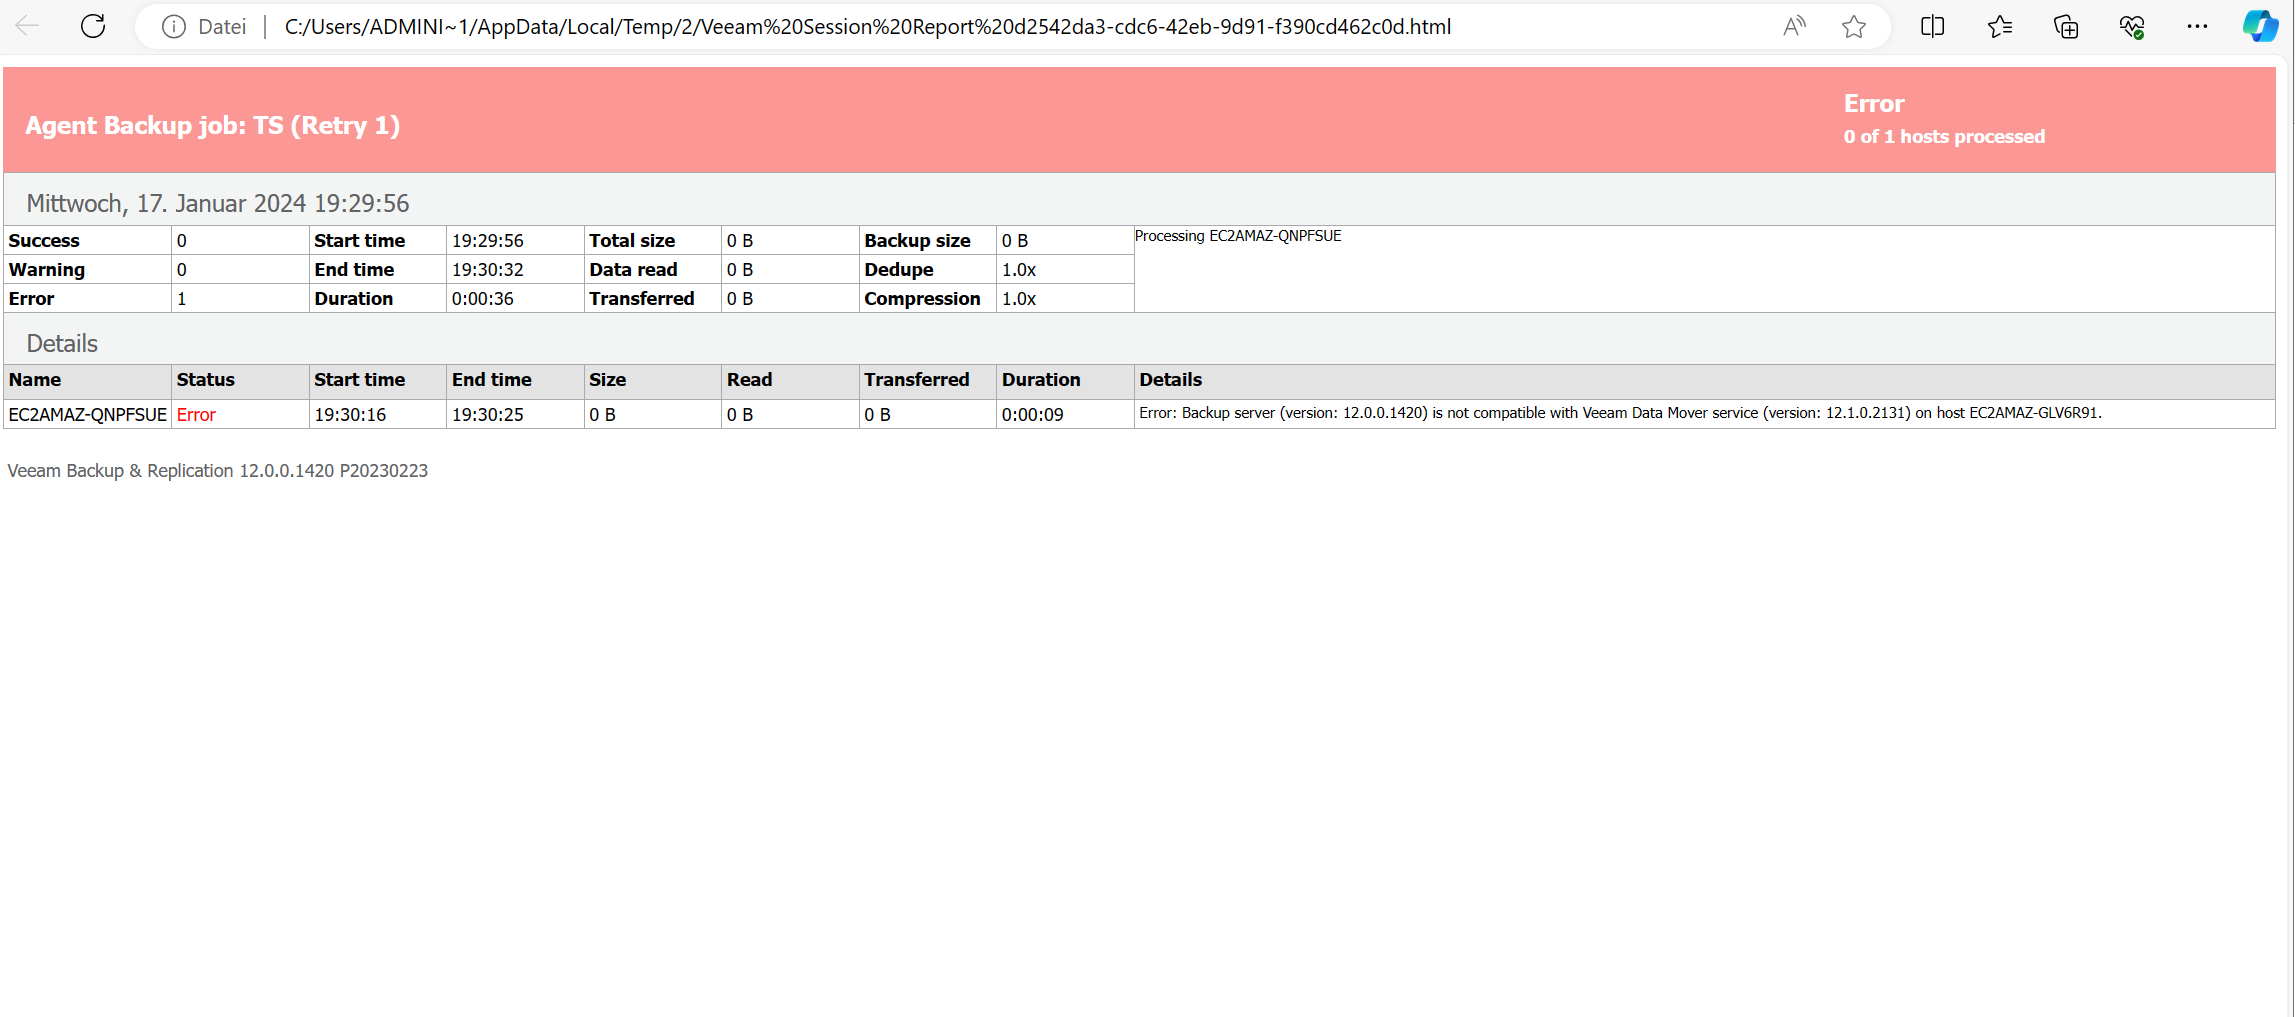 Datei | C:/Users/ADMINI~1/AppData/Local/Temp/2/Veeam%20Session%20Report%20d2542da3-cdc6-42eb-9d91-f390cd462c0d.html
Agent Backup job: TS (Retry 1)
Error
0 of 1 hosts processed
Mittwoch, 17. Januar 2024 19:29:56
Success 0 Start time 19:29:56 Total size 0 B Backup size 0 B Processing EC2AMAZ-QNPFSUE
Warning 0 End time 19:30:32 Data read 0 B Dedupe 1.0x
Error 1 Duration 0:00:36 Transferred 0 B Compression 1.0x
Details
Name Status Start time End time Size Read Transferred Duration Details
EC2AMAZ-QNPFSUE Error 19:30:16 19:30:25 0 B 0 B 0 B 0:00:09 Error: Backup server (version: 12.0.0.1420) is not compatible with Veeam Data Mover service (version: 12.1.0.2131) on host EC2AMAZ-GLV6R91.
Veeam Backup & Replication 12.0.0.1420 P20230223